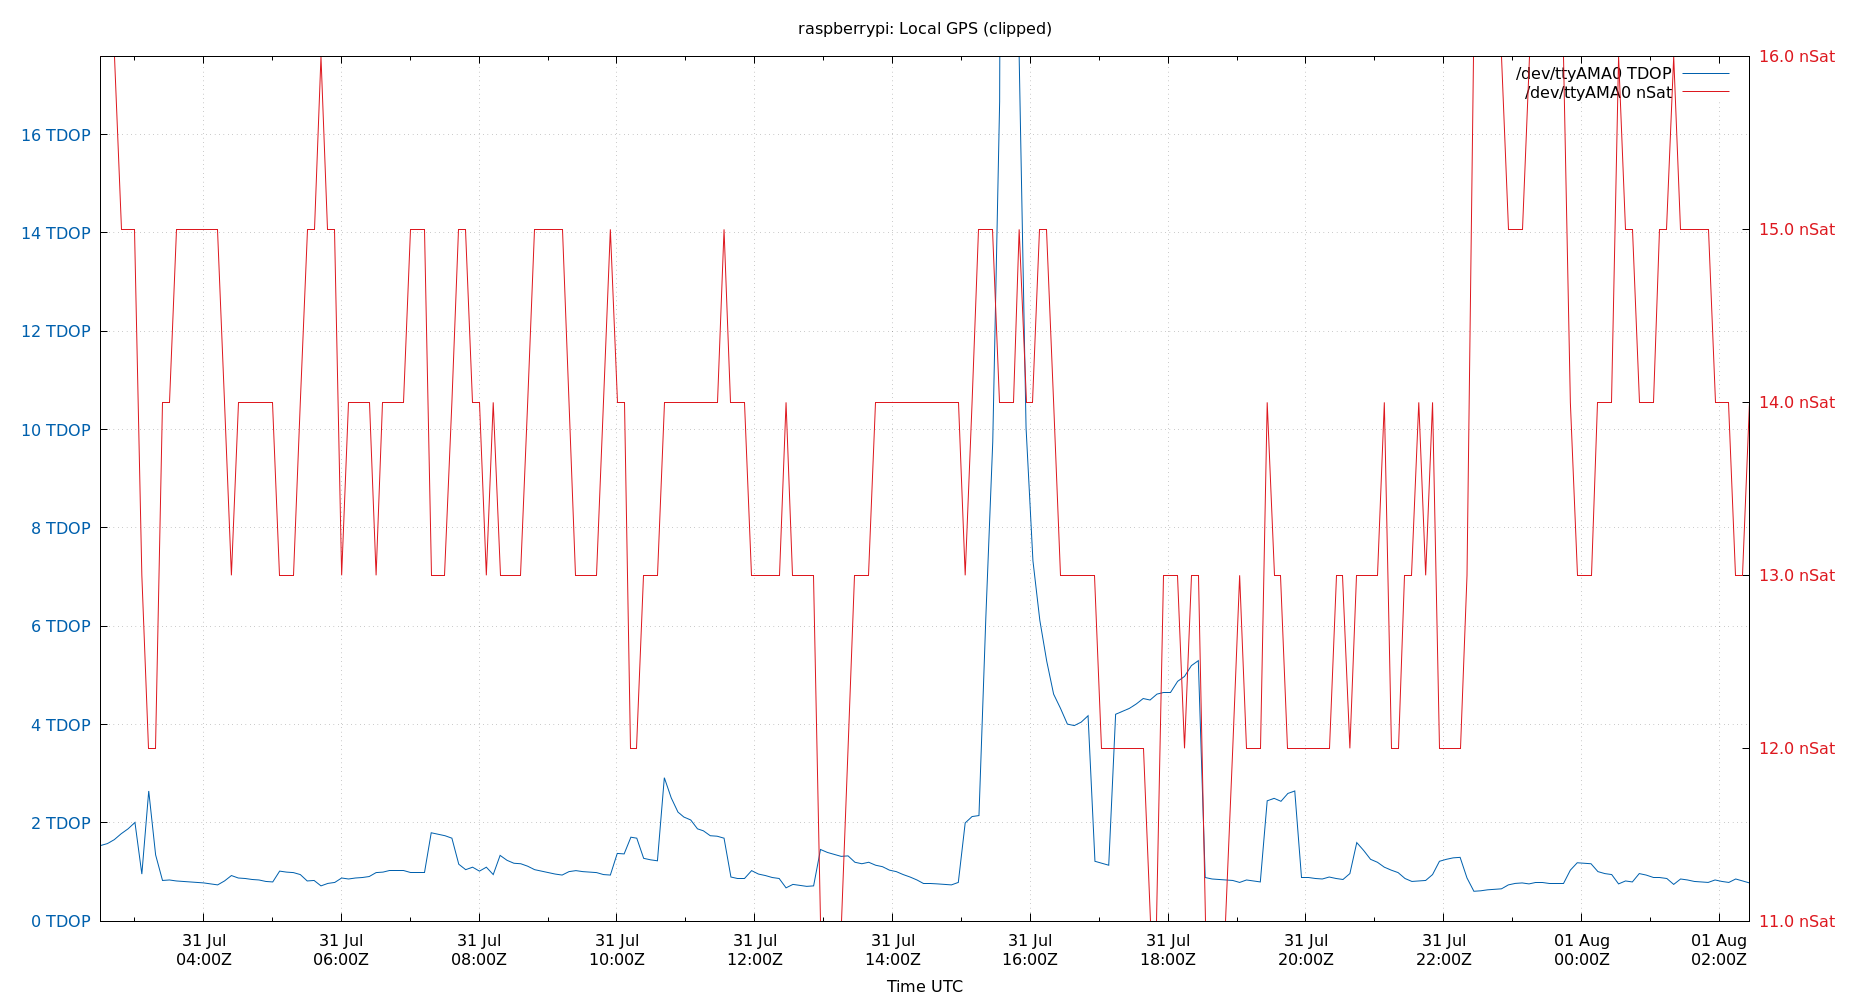 raspberrypi: Local GPS (clipped)
16.0 nSat
/dev/ttyAMA0 TDOP
/dev/ttyAMA0 nSat
16 TDOP
15.0 nSat
14 TDOP
12 TDOP
14.0 nSat
10 TDOP
8 TDOP
13.0 nSat
6 TDOP
4 TDOP
12.0 nSat
2 TDOP
0 TDOP
11.0 nSat
31 Jul 31 Jul 31 Jul 31 Jul 31 Jul 31 Jul 31 Jul 31 Jul 31 Jul 31 Jul 01 Aug 01 Aug
04:00Z 06:00Z 08:00Z 10:00Z 12:00Z 14:00Z 16:00Z 18:00Z 20:00Z 22:00Z 00:00Z 02:00Z
Time UTC